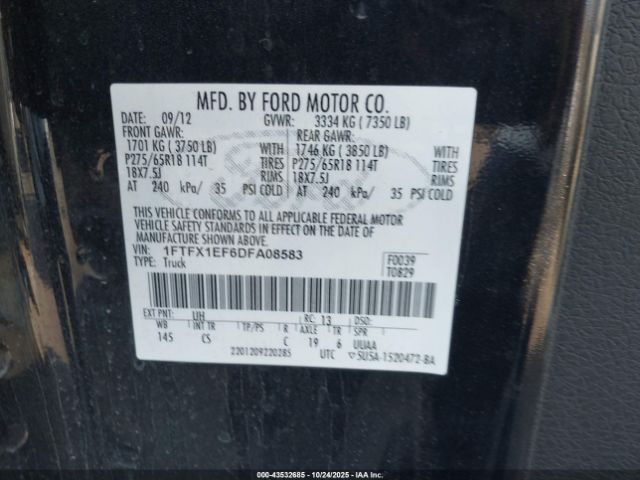 MFD. BY FORD MOTOR CO.
DATE: 09/12 GVWR: 3334 KG ( 7350 LB)
FRONT GAWR: REAR GAWR:
1701 KG ( 3750 LB) WITH 1746 KG ( 3850 LB) WITH
P275/65R18 114T TIRES P275/65R18 114T TIRES
18X7.5J RIMS 18X7.5J RIMS
AT 240 kPa/ 35 PSI COLD AT 240 kPa/ 35 PSI COLD
THIS VEHICLE CONFORMS TO ALL APPLICABLE FEDERAL MOTOR
VEHICLE SAFETY STANDARDS IN EFFECT ON THE DATE OF
MANUFACTURE SHOWN ABOVE.
VIN: 1FTFX1EF6DFA08583 F0039
TYPE: Truck T0829
EXT PNT: UH RC: 13 DSO:
WB INT TR TP/PS R AXLE TR SPR
145 CS C 19 6 UUAA
2201209220285 UTC 5U5A-1520472-BA
000-43532685 - 10/24/2025 - IAAI.com